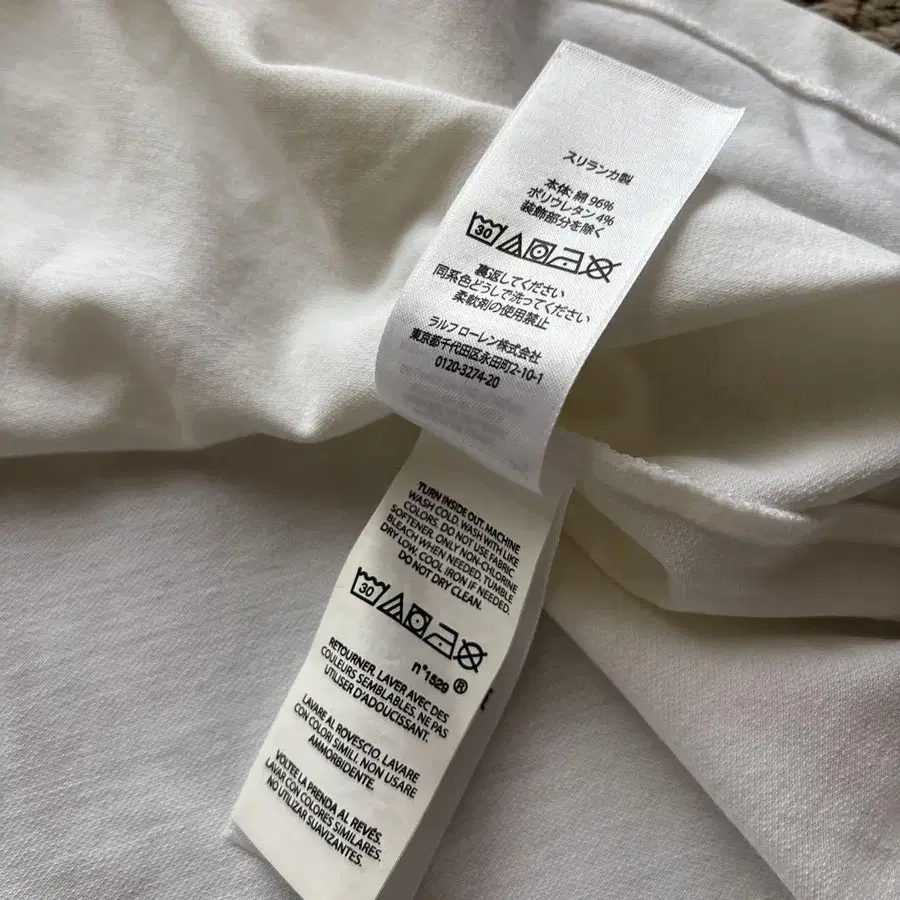 スリランカ製
本体: 綿 96%
ポリウレタン 4%
装飾部分を除く
30
裏返してください
同系色どうしで洗ってください
柔軟剤の使用禁止
ラルフ ローレン株式会社
東京都千代田区永田町2-10-1
0120-3274-20
TURN INSIDE OUT. MACHINE
WASH COLD. WASH WITH LIKE
COLORS. DO NOT USE FABRIC
SOFTENER. ONLY NON-CHLORINE
BLEACH WHEN NEEDED. TUMBLE
DRY LOW. COOL IRON IF NEEDED.
DO NOT DRY CLEAN.
30
n°1529 ®
RETOURNER. LAVER AVEC DES
COULEURS SEMBLABLES. NE PAS
UTILISER D'ADOUCISSANT.
LAVARE AL ROVESCIO. LAVARE
CON COLORI SIMILI. NON USARE
AMMORBIDENTE.
VOLTEE LA PRENDA AL REVÉS.
LAVAR CON COLORES SIMILARES.
NO UTILIZAR SUAVIZANTES.